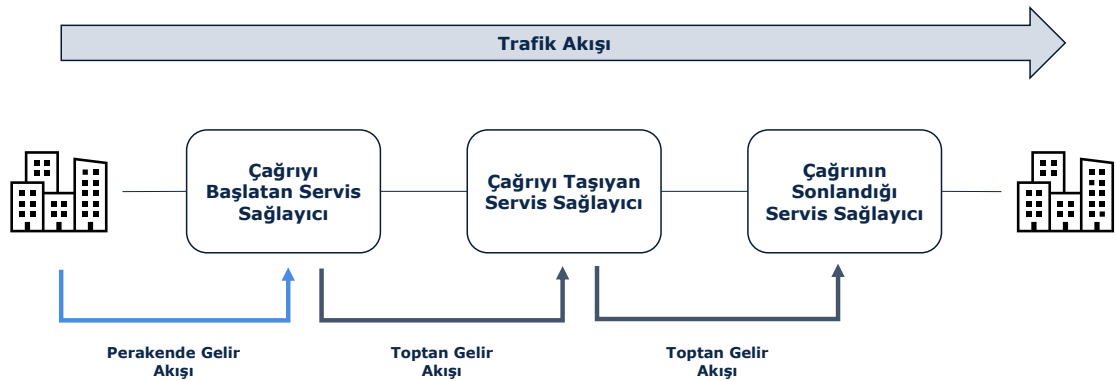 Trafik Akışı
Çağrıyı
Başlatan Servis
Sağlayıcı
Çağrıyı Taşıyan
Servis Sağlayıcı
Çağrının
Sonlandığı
Servis Sağlayıcı
Perakende Gelir
Akışı
Toptan Gelir
Akışı
Toptan Gelir
Akışı